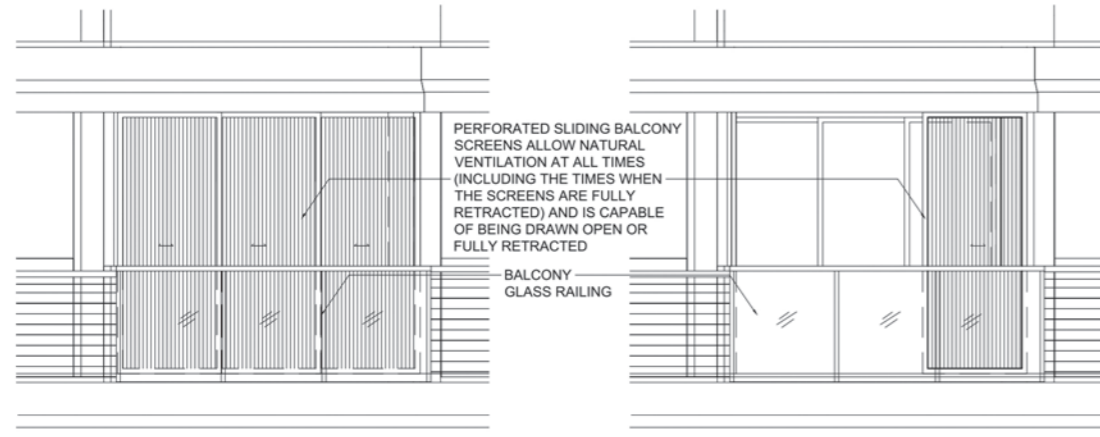 PERFORATED SLIDING BALCONY
SCREENS ALLOW NATURAL
VENTILATION AT ALL TIMES
(INCLUDING THE TIMES WHEN
THE SCREENS ARE FULLY
RETRACTED) AND IS CAPABLE
OF BEING DRAWN OPEN OR
FULLY RETRACTED
BALCONY
GLASS RAILING